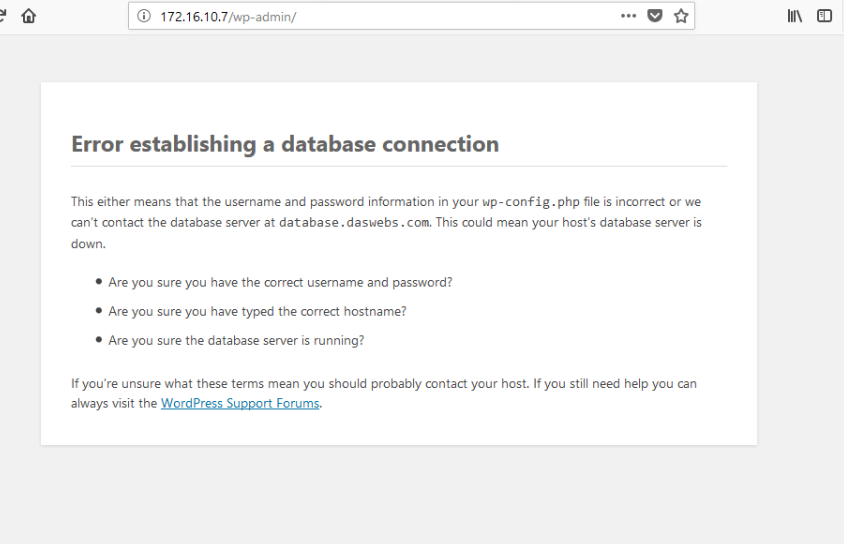 172.16.10.7/wp-admin/
Error establishing a database connection
This either means that the username and password information in your wp-config.php file is incorrect or we
can't contact the database server at database.daswebs.com. This could mean your host's database server is
down.
Are you sure you have the correct username and password?
Are you sure you have typed the correct hostname?
Are you sure the database server is running?
If you're unsure what these terms mean you should probably contact your host. If you still need help you can
always visit the WordPress Support Forums.